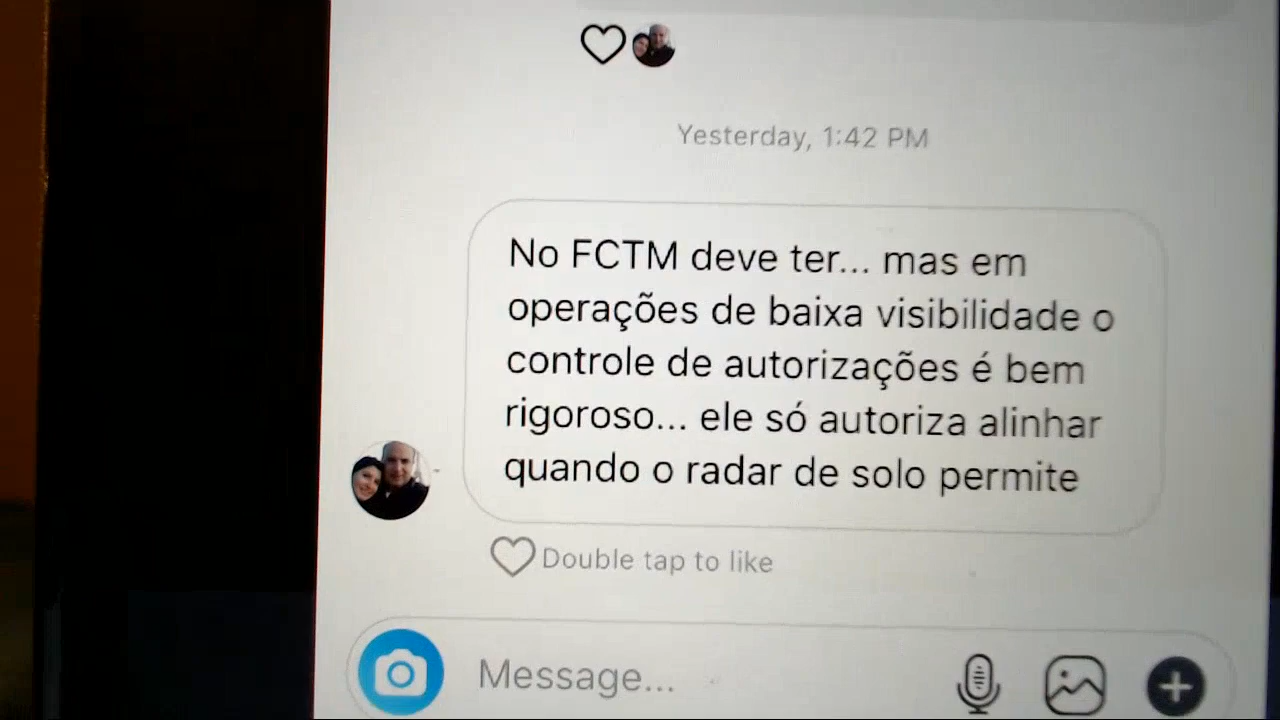 Yesterday, 1:42 PM
No FCTM deve ter... mas em
operações de baixa visibilidade o
controle de autorizações é bem
rigoroso... ele só autoriza alinhar
quando o radar de solo permite
Double tap to like
Message...